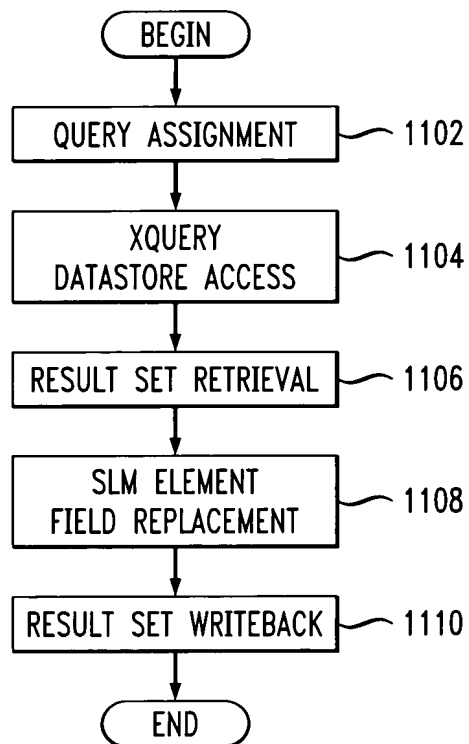 BEGIN
QUERY ASSIGNMENT 1102
XQUERY
DATASTORE ACCESS 1104
RESULT SET RETRIEVAL 1106
SLM ELEMENT
FIELD REPLACEMENT 1108
RESULT SET WRITEBACK 1110
END